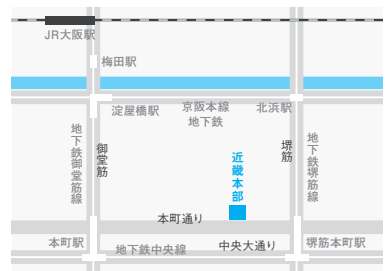 JR大阪駅
梅田駅
淀屋橋駅
京阪本線
地下鉄
北浜駅
地下鉄御堂筋線
御堂筋
近畿本部
堺筋
地下鉄堺筋線
本町通り
本町駅
地下鉄中央線
中央大通り
堺筋本町駅